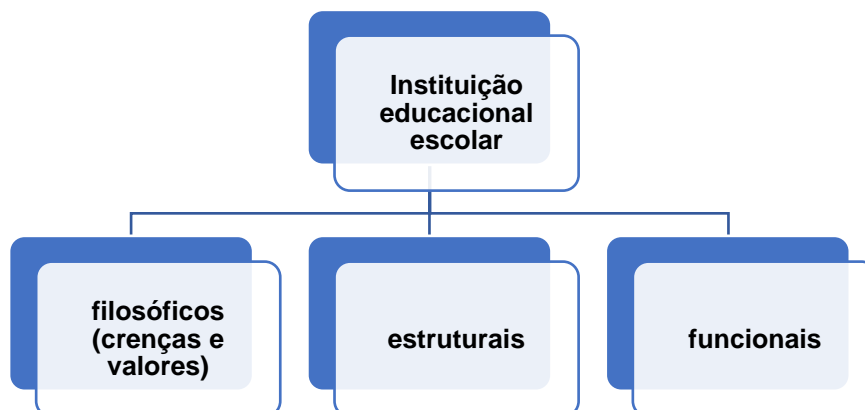 Instituição
educacional
escolar
filosóficos
(crenças e
valores)
estruturais
funcionais